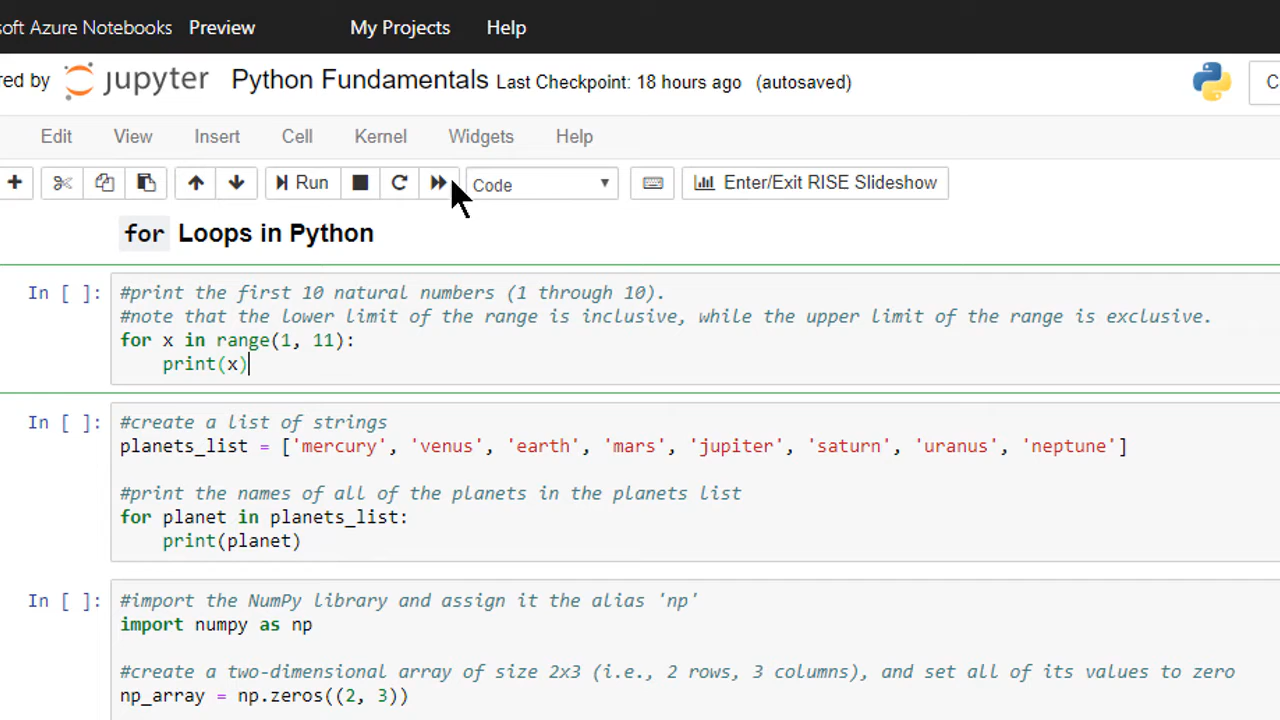 soft Azure Notebooks Preview My Projects Help
red by jupyter Python Fundamentals Last Checkpoint: 18 hours ago (autosaved) C
Edit View Insert Cell Kernel Widgets Help
Run Code Enter/Exit RISE Slideshow
for Loops in Python
In [ ]: #print the first 10 natural numbers (1 through 10).
#note that the lower limit of the range is inclusive, while the upper limit of the range is exclusive.
for x in range(1, 11):
print(x)
In [ ]: #create a list of strings
planets_list = ['mercury', 'venus', 'earth', 'mars', 'jupiter', 'saturn', 'uranus', 'neptune']
#print the names of all of the planets in the planets list
for planet in planets_list:
print(planet)
In [ ]: #import the NumPy library and assign it the alias 'np'
import numpy as np
#create a two-dimensional array of size 2x3 (i.e., 2 rows, 3 columns), and set all of its values to zero
np_array = np.zeros((2, 3))